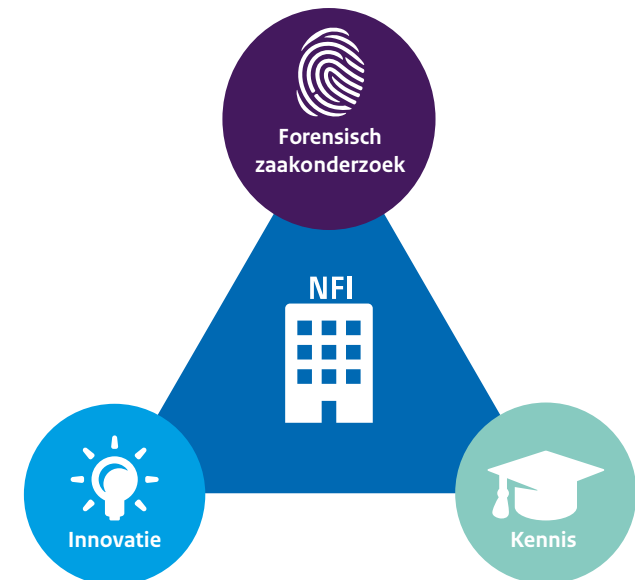 Forensisch
zaakonderzoek
NFI
Innovatie
Kennis